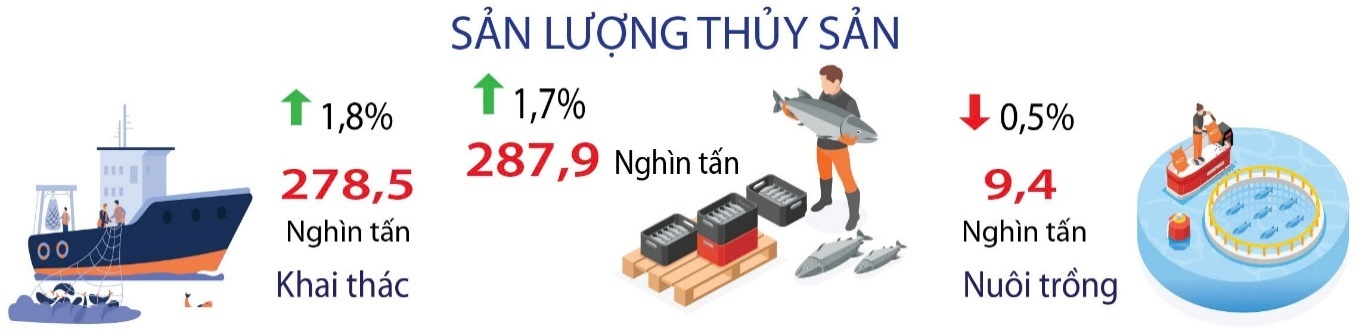 SẢN LƯỢNG THỦY SẢN
1,8%
278,5
Nghìn tấn
Khai thác
1,7%
287,9 Nghìn tấn
0,5%
9,4
Nghìn tấn
Nuôi trồng